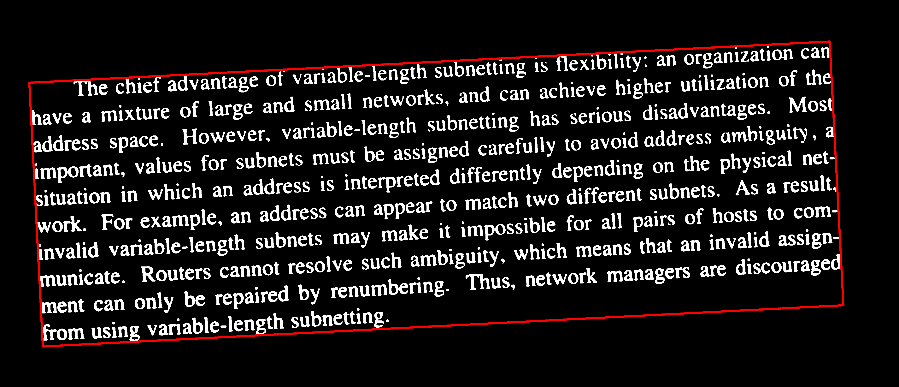 The chief advantage of variable-length subnetting is flexibility: an organization can
have a mixture of large and small networks, and can achieve higher utilization of the
address space. However, variable-length subnetting has serious disadvantages. Most
important, values for subnets must be assigned carefully to avoid address ambiguity, a
situation in which an address is interpreted differently depending on the physical net-
work. For example, an address can appear to match two different subnets. As a result,
invalid variable-length subnets may make it impossible for all pairs of hosts to com-
municate. Routers cannot resolve such ambiguity, which means that an invalid assign-
ment can only be repaired by renumbering. Thus, network managers are discouraged
from using variable-length subnetting.